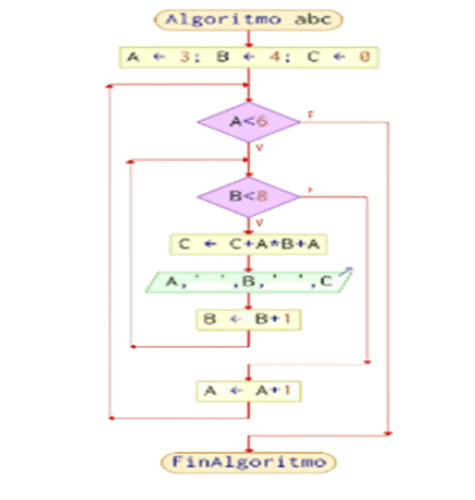 Algoritmo abc
A ← 3; B ← 4; C ← 0
A<6
F
V
B<8
F
V
C ← C+A*B+A
A,' ',B,' ',C
B ← B+1
A ← A+1
FinAlgoritmo